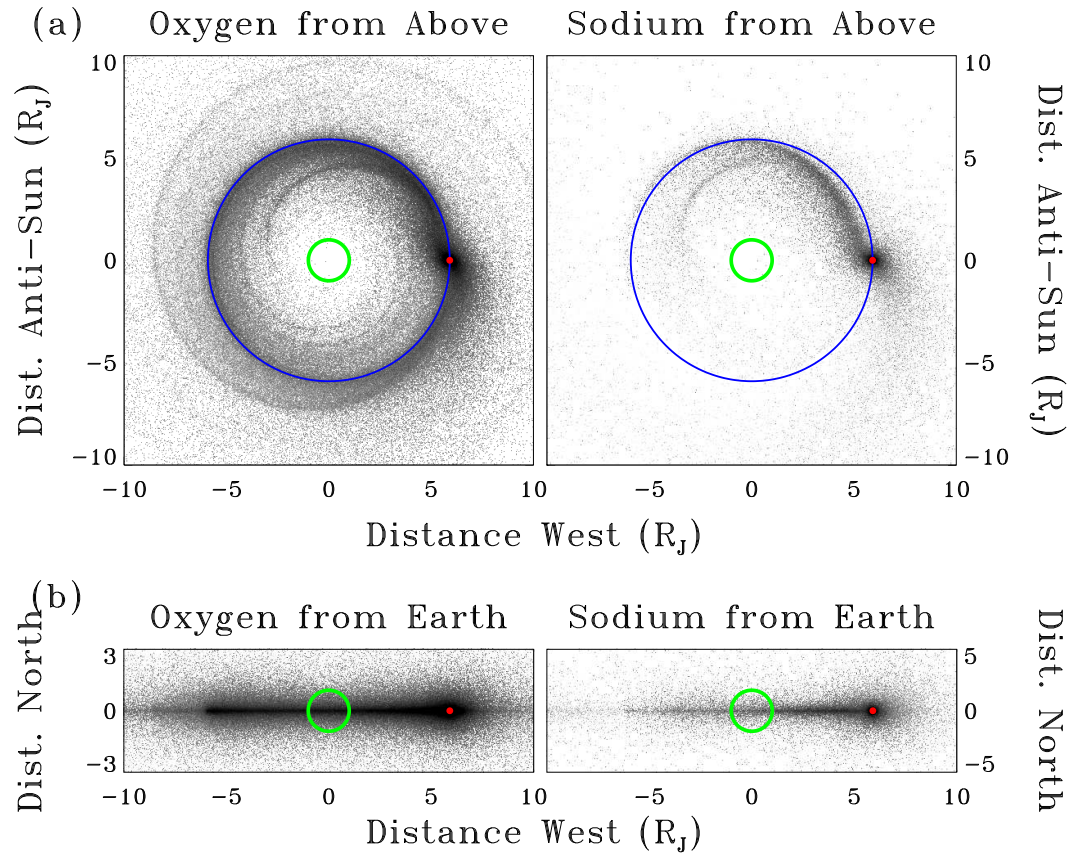 (a)
Oxygen from Above
Sodium from Above
Dist. Anti-Sun (RJ)
10
5
0
-5
-10
-10 -5 0 5 10
10
5
0
-5
-10
-5 0 5 10
Dist. Anti-Sun (RJ)
Distance West (RJ)
(b)
Oxygen from Earth
Sodium from Earth
Dist. North
3
0
-3
-10 -5 0 5 10
5
0
-5
-5 0 5 10
Dist. North
Distance West (RJ)